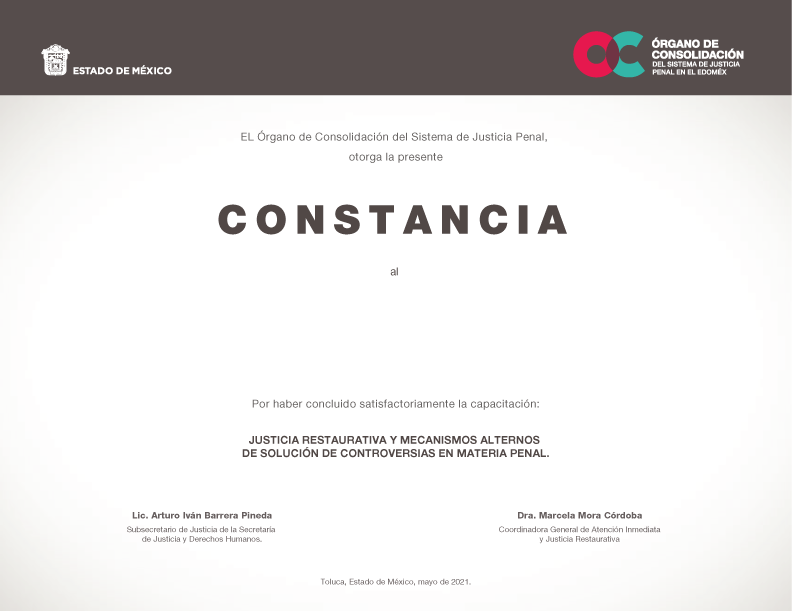 ESTADO DE MÉXICO
ÓRGANO DE
CONSOLIDACIÓN
DEL SISTEMA DE JUSTICIA
PENAL EN EL EDOMÉX
EL Órgano de Consolidación del Sistema de Justicia Penal,
otorga la presente
CONSTANCIA
al
Por haber concluido satisfactoriamente la capacitación:
JUSTICIA RESTAURATIVA Y MECANISMOS ALTERNOS
DE SOLUCIÓN DE CONTROVERSIAS EN MATERIA PENAL.
Lic. Arturo Iván Barrera Pineda
Subsecretario de Justicia de la Secretaría
de Justicia y Derechos Humanos.
Dra. Marcela Mora Córdoba
Coordinadora General de Atención Inmediata
y Justicia Restaurativa
Toluca, Estado de México, mayo de 2021.